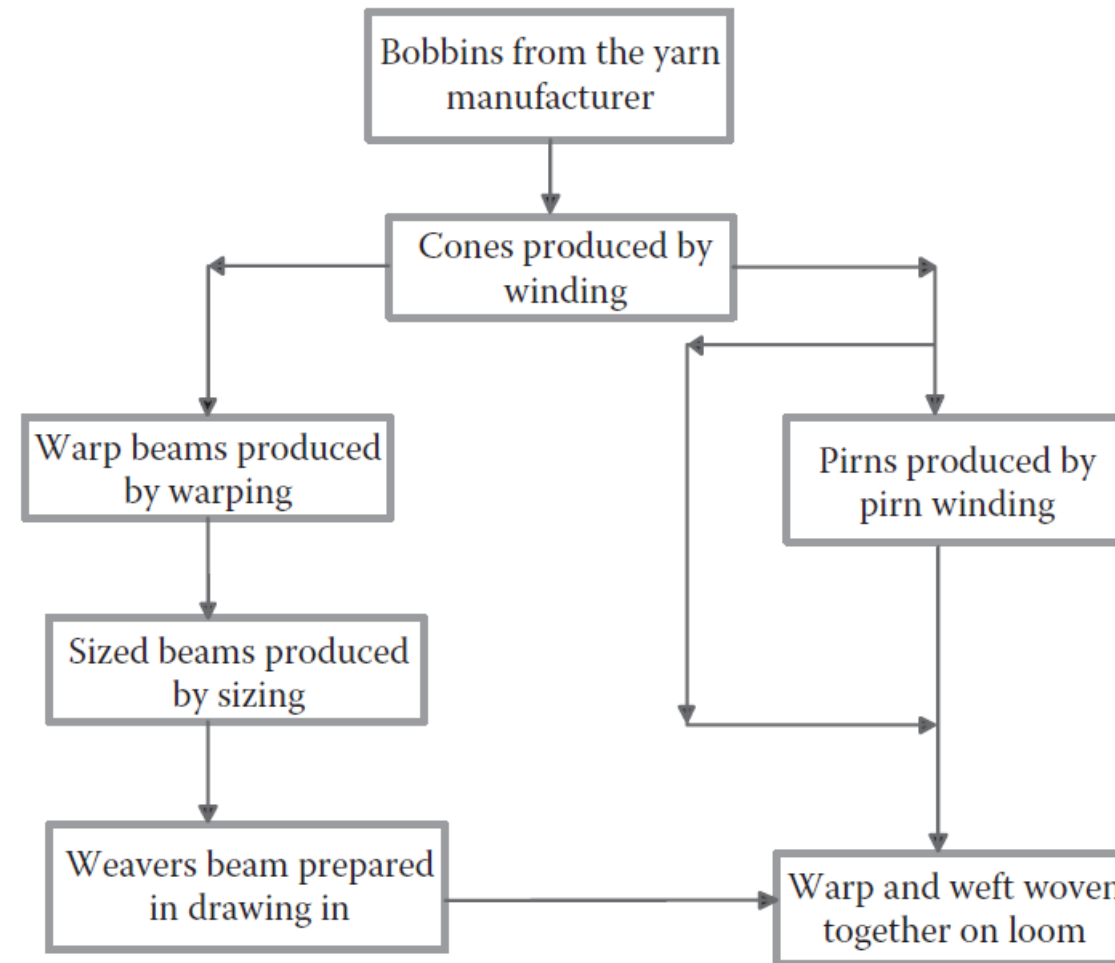 Bobbins from the yarn
manufacturer
Cones produced by
winding
Warp beams produced
by warping
Pirns produced by
pirn winding
Sized beams produced
by sizing
Weavers beam prepared
in drawing in
Warp and weft woven
together on loom